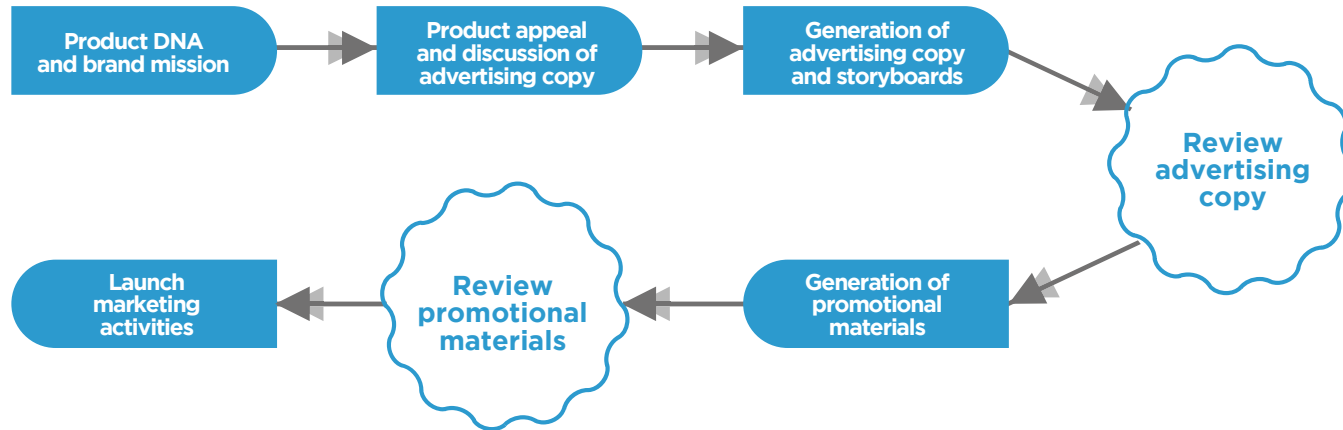 Product DNA
and brand mission
Product appeal
and discussion of
advertising copy
Generation of
advertising copy
and storyboards
Review
advertising
copy
Generation of
promotional
materials
Review
promotional
materials
Launch
marketing
activities